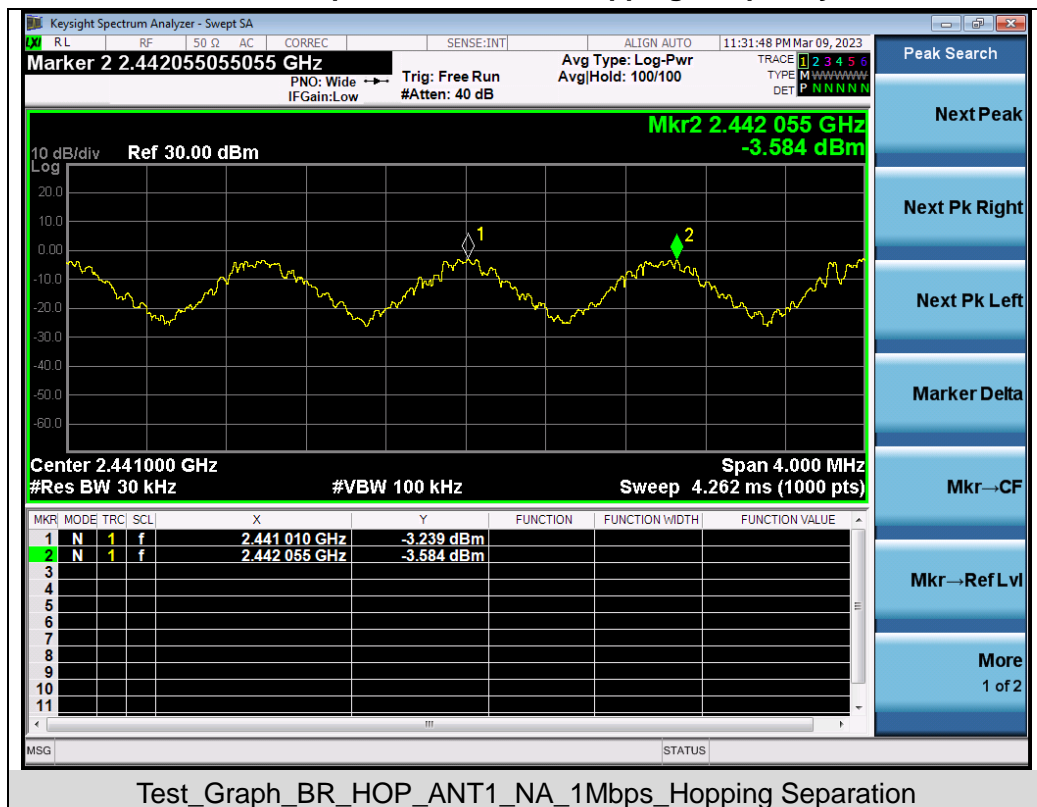 Keysight Spectrum Analyzer - Swept SA
LXI RL RF 50 Ω AC CORREC SENSE:INT ALIGN AUTO 11:31:48 PM Mar 09, 2023
Marker 2 2.442055055055 GHz
PNO: Wide
IFGain:Low
Trig: Free Run
#Atten: 40 dB
Avg Type: Log-Pwr
Avg|Hold: 100/100
TRACE 1 2 3 4 5 6
TYPE M WWWWW
DET P N N N N N
Mkr2 2.442 055 GHz
-3.584 dBm
10 dB/div Ref 30.00 dBm
Log
20.0
10.0
0.00
-10.0
-20.0
-30.0
-40.0
-50.0
-60.0
1
2
Center 2.441000 GHz Span 4.000 MHz
#Res BW 30 kHz #VBW 100 kHz Sweep 4.262 ms (1000 pts)
MKR MODE TRC SCL X Y FUNCTION FUNCTION WIDTH FUNCTION VALUE
1 N 1 f 2.441 010 GHz -3.239 dBm
2 N 1 f 2.442 055 GHz -3.584 dBm
3
4
5
6
7
8
9
10
11
MSG STATUS
Peak Search
Next Peak
Next Pk Right
Next Pk Left
Marker Delta
Mkr→CF
Mkr→Ref Lvl
More
1 of 2
Test_Graph_BR_HOP_ANT1_NA_1Mbps_Hopping Separation